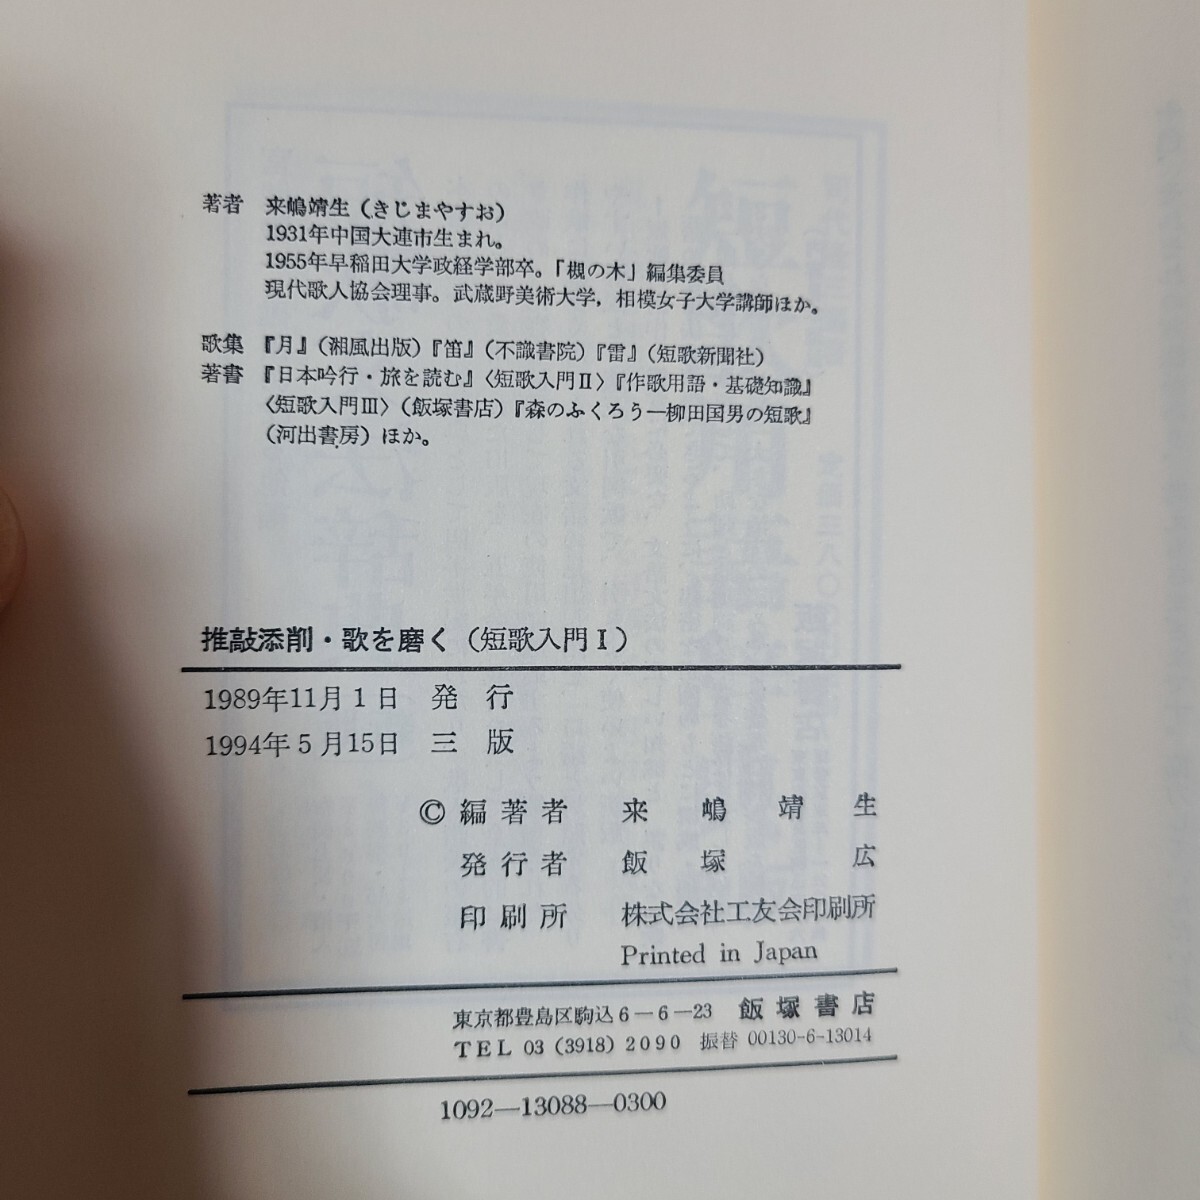 著者 来嶋靖生（きじまやすお）
1931年中国大連市生まれ。
1955年早稲田大学政経学部卒。「槻の木」編集委員
現代歌人協会理事。武蔵野美術大学，相模女子大学講師ほか。
歌集 『月』（湘風出版）『笛』（不識書院）『雷』（短歌新聞社）
著書 『日本吟行・旅を読む』〈短歌入門Ⅱ〉『作歌用語・基礎知識』
〈短歌入門Ⅲ〉（飯塚書店）『森のふくろう―柳田国男の短歌』
（河出書房）ほか。
推敲添削・歌を磨く（短歌入門Ⅰ）
1989年11月1日 発行
1994年5月15日 三版
© 編著者 来嶋靖生
発行者 飯塚広
印刷所 株式会社工友会印刷所
Printed in Japan
東京都豊島区駒込6－6－23 飯塚書店
TEL 03（3918）2090 振替 00130-6-13014
1092―13088―0300